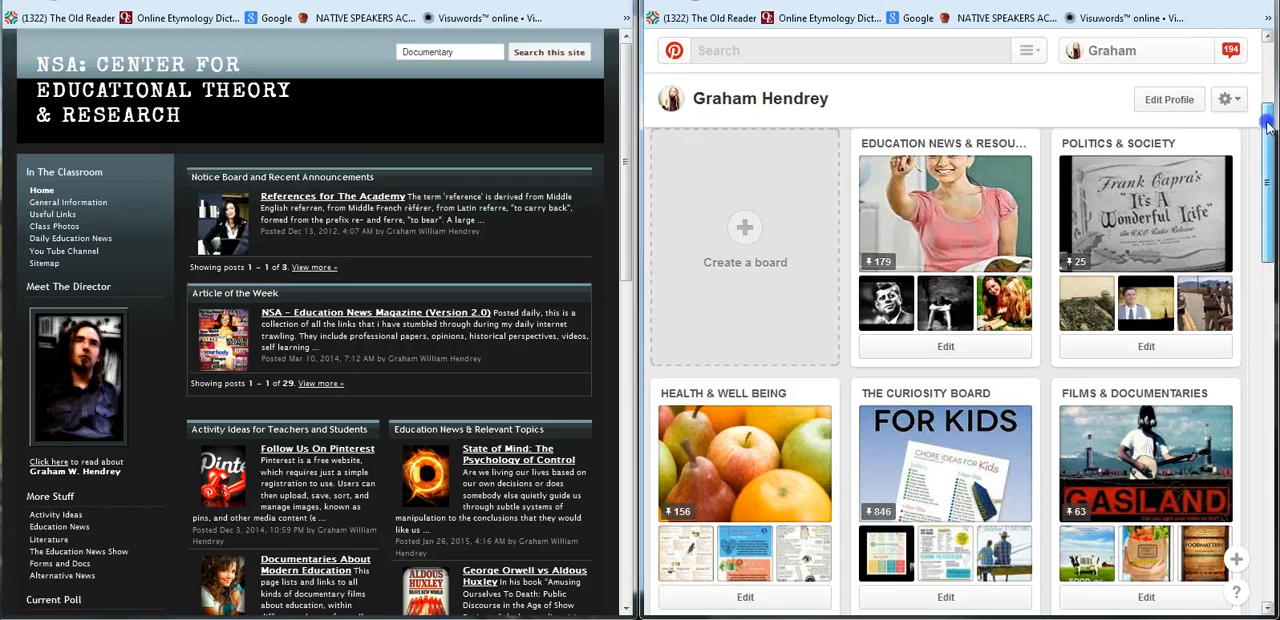 (1322) The Old Reader
Online Etymology Dict...
Google
NATIVE SPEAKERS AC...
Visuwords™ online • Vi...
»
Documentary
Search this site
NSA: CENTER FOR
EDUCATIONAL THEORY
& RESEARCH
In The Classroom
Home
General Information
Useful Links
Class Photos
Daily Education News
You Tube Channel
Sitemap
Meet The Director
Click here to read about
Graham W. Hendrey
More Stuff
Activity Ideas
Education News
Literature
The Education News Show
Forms and Docs
Alternative News
Current Poll
Notice Board and Recent Announcements
References for The Academy The term 'reference' is derived from Middle
English referren, from Middle French référer, from Latin referre, "to carry back",
formed from the prefix re- and ferre, "to bear". A large ...
Posted Dec 13, 2012, 4:07 AM by Graham William Hendrey
Showing posts 1 - 1 of 3. View more »
Article of the Week
NSA - Education News Magazine (Version 2.0) Posted daily, this is a
collection of all the links that i have stumbled through during my daily internet
trawling. They include professional papers, opinions, historical perspectives, videos,
self learning ...
Posted Mar 10, 2014, 7:12 AM by Graham William Hendrey
Showing posts 1 - 1 of 29. View more »
Activity Ideas for Teachers and Students
Follow Us On Pinterest
Pinterest is a free website,
which requires just a simple
registration to use. Users can
then upload, save, sort, and
manage images, known as
pins, and other media content (e ...
Posted Dec 3, 2014, 10:59 PM by Graham William
Hendrey
Documentaries About
Modern Education This
page lists and links to all
kinds of documentary films
about education, within
Education News & Relevant Topics
State of Mind: The
Psychology of Control
Are we living our lives based on
our own decisions or does
somebody else quietly guide us
through subtle systems of
manipulation to the conclusions that they would
like us ...
Posted Jan 26, 2015, 4:16 AM by Graham William
Hendrey
George Orwell vs Aldous
Huxley In his book "Amusing
Ourselves To Death: Public
Discourse in the Age of Show
ALDOUS
HUXLEY
(1322) The Old Reader
Online Etymology Dict...
Google
NATIVE SPEAKERS AC...
Visuwords™ online • Vi...
»
Search
Graham
194
Graham Hendrey
Edit Profile
Create a board
EDUCATION NEWS & RESOU...
179
Edit
POLITICS & SOCIETY
Frank Capra's
"It's A
Wonderful Life"
25
Edit
HEALTH & WELL BEING
156
Edit
THE CURIOSITY BOARD
FOR KIDS
CHORE IDEAS for Kids
846
Edit
FILMS & DOCUMENTARIES
GASLAND
63
FOODMATTERS
Edit
+
?